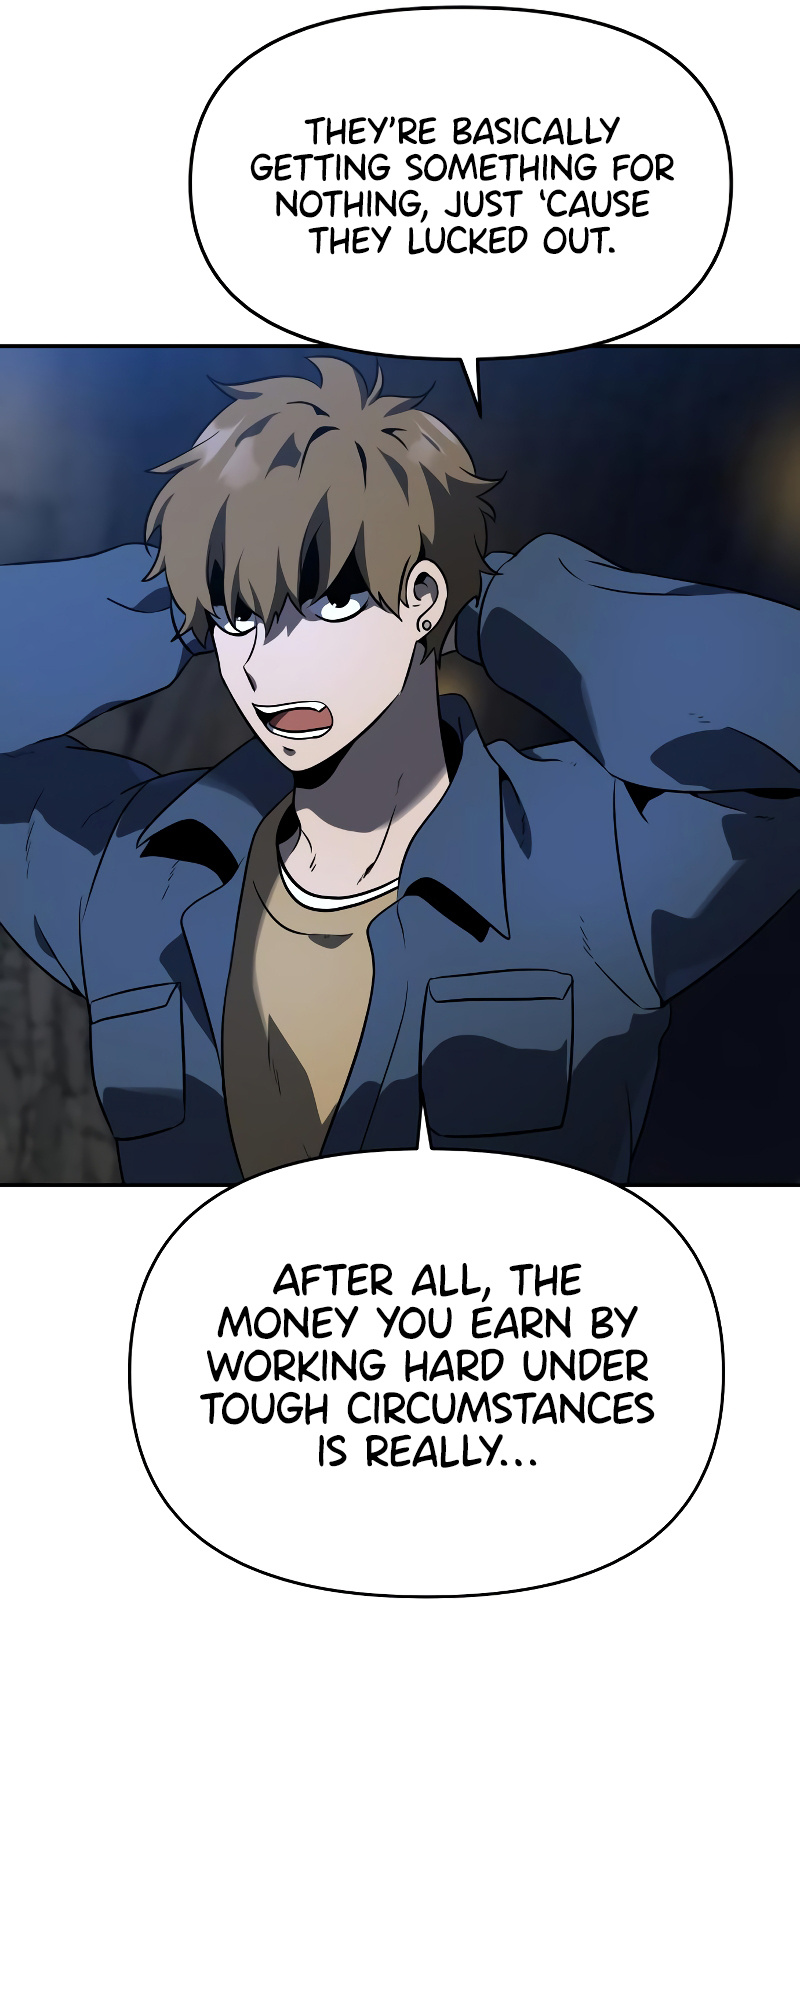 THEY'RE BASICALLY
GETTING SOMETHING FOR
NOTHING, JUST 'CAUSE
THEY LUCKED OUT.
AFTER ALL, THE
MONEY YOU EARN BY
WORKING HARD UNDER
TOUGH CIRCUMSTANCES
IS REALLY...